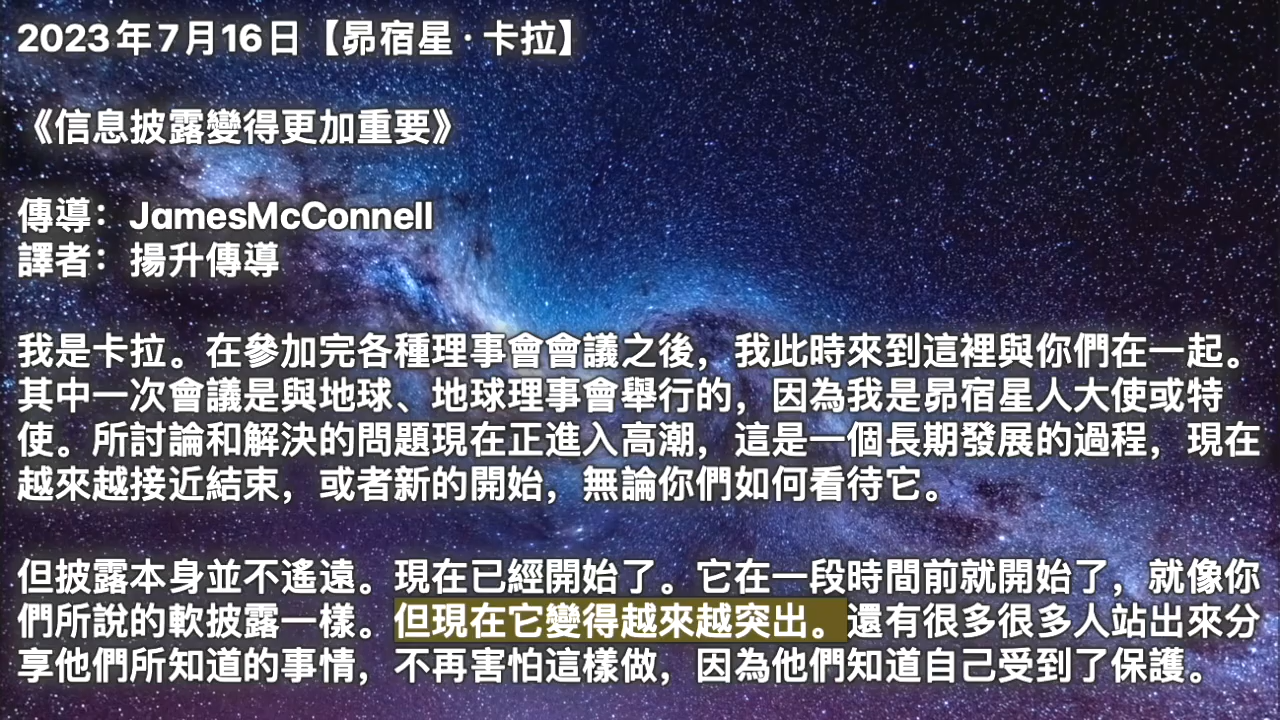 2023年7月16日【昴宿星·卡拉】
《信息披露變得更加重要》
傳導：JamesMcConnell
譯者：揚升傳導
我是卡拉。在參加完各種理事會會議之後，我此時來到這裡與你們在一起。
其中一次會議是與地球、地球理事會舉行的，因為我是昴宿星人大使或特
使。所討論和解決的問題現在正進入高潮，這是一個長期發展的過程，現在
越來越接近結束，或者新的開始，無論你們如何看待它。
但披露本身並不遙遠。現在已經開始了。它在一段時間前就開始了，就像你
們所說的軟披露一樣。但現在它變得越來越突出。還有很多很多人站出來分
享他們所知道的事情，不再害怕這樣做，因為他們知道自己受到了保護。